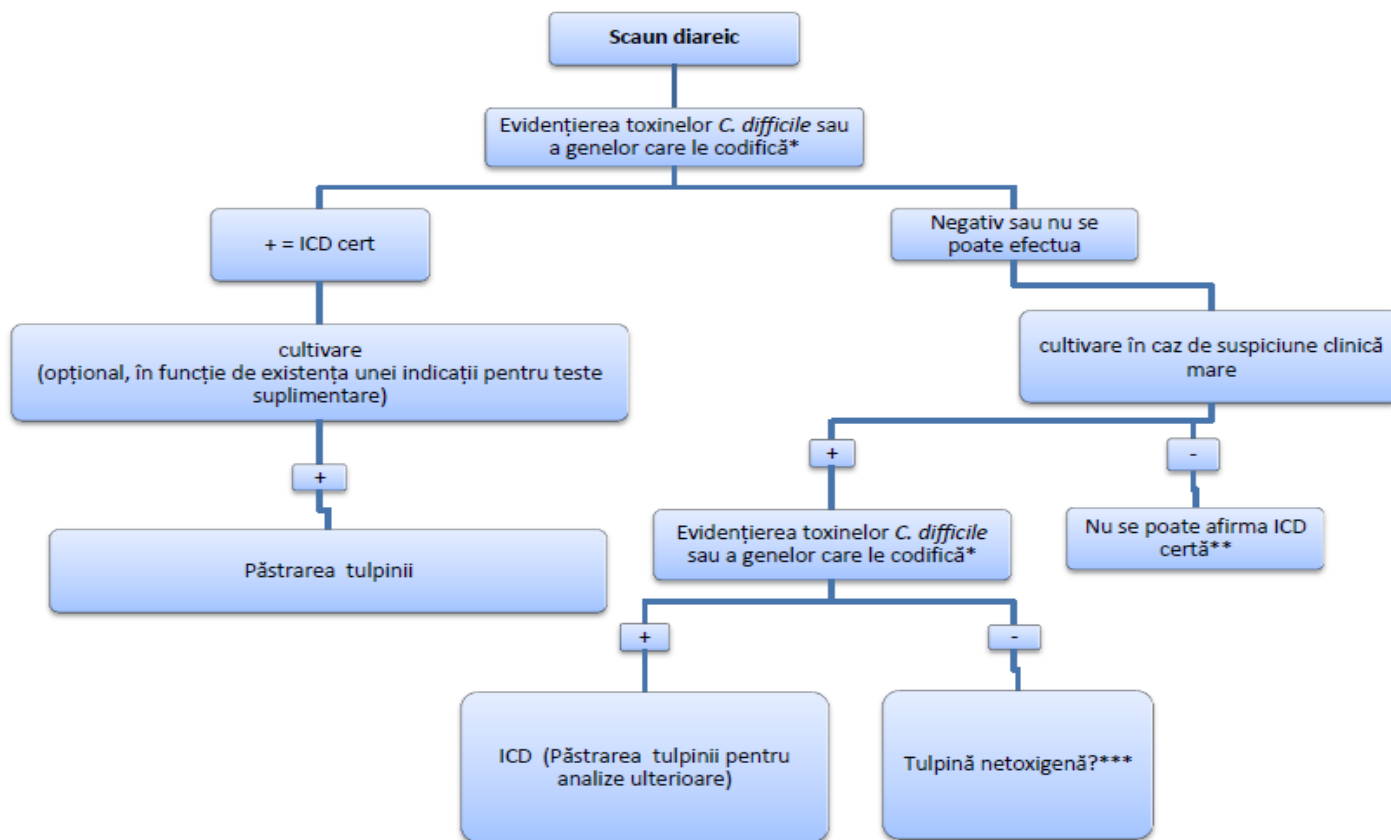 Scaun diareic
Evidențierea toxinelor C. difficile sau
a genelor care le codifică*
+ = ICD cert
Negativ sau nu se
poate efectua
cultivare
(opțional, în funcție de existența unei indicații pentru teste
suplimentare)
cultivare în caz de suspiciune clinică
mare
+
+
-
Păstrarea tulpinii
Evidențierea toxinelor C. difficile
sau a genelor care le codifică*
Nu se poate afirma ICD
certă**
+
-
ICD (Păstrarea tulpinii pentru
analize ulterioare)
Tulpină netoxigenă?***